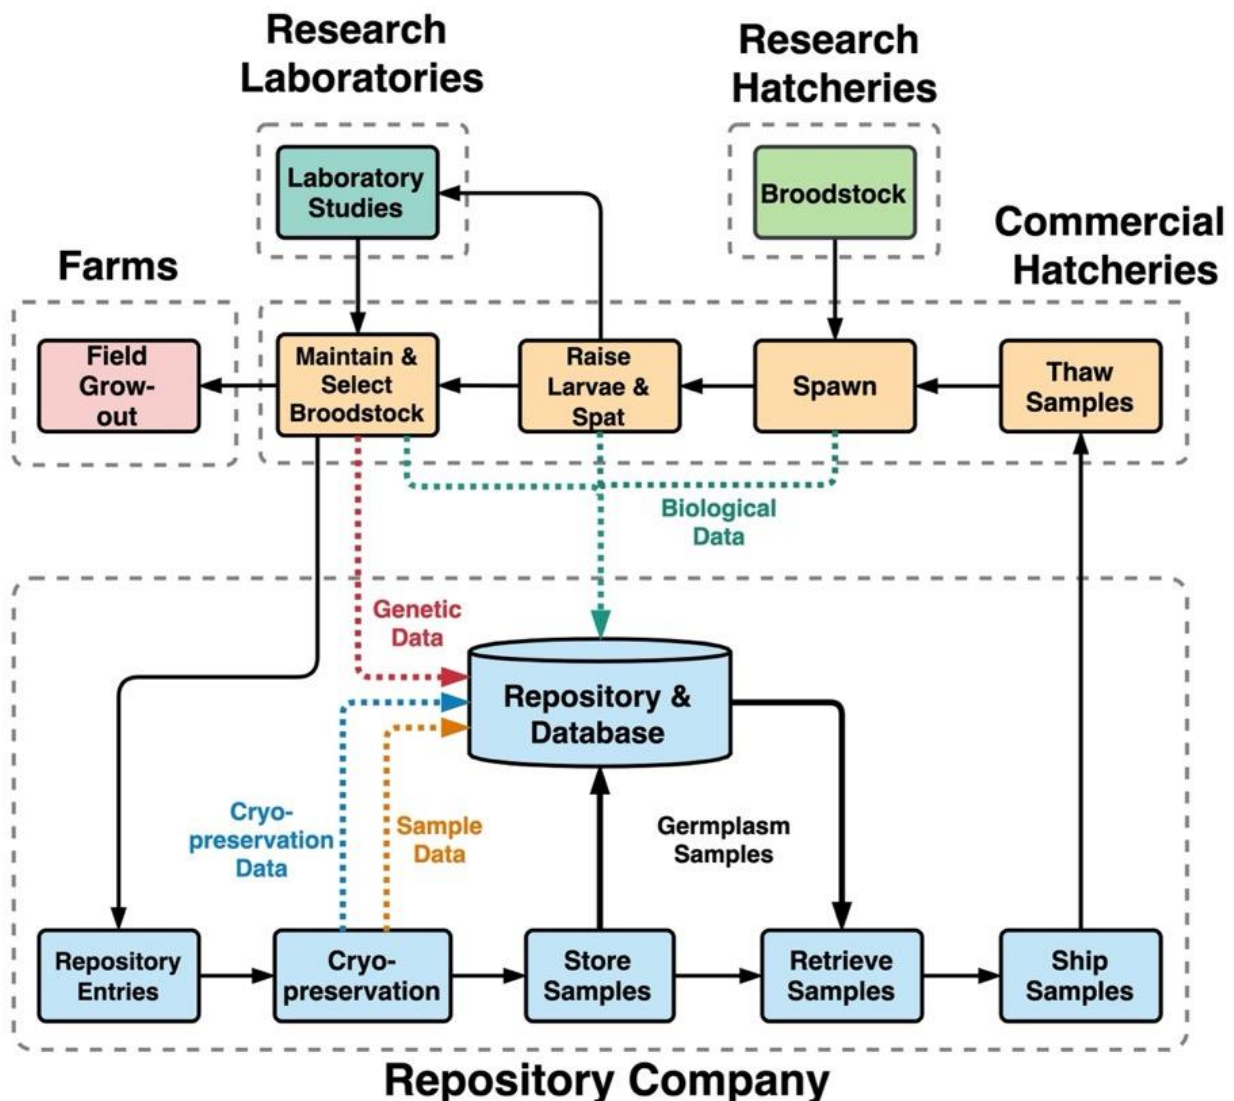 Research
Laboratories
Research
Hatcheries
Laboratory
Studies
Broodstock
Commercial
Hatcheries
Farms
Field
Grow-
out
Maintain &
Select
Broodstock
Raise
Larvae &
Spat
Spawn
Thaw
Samples
Biological
Data
Genetic
Data
Repository &
Database
Cryo-
preservation
Data
Sample
Data
Germplasm
Samples
Repository
Entries
Cryo-
preservation
Store
Samples
Retrieve
Samples
Ship
Samples
Repository Company